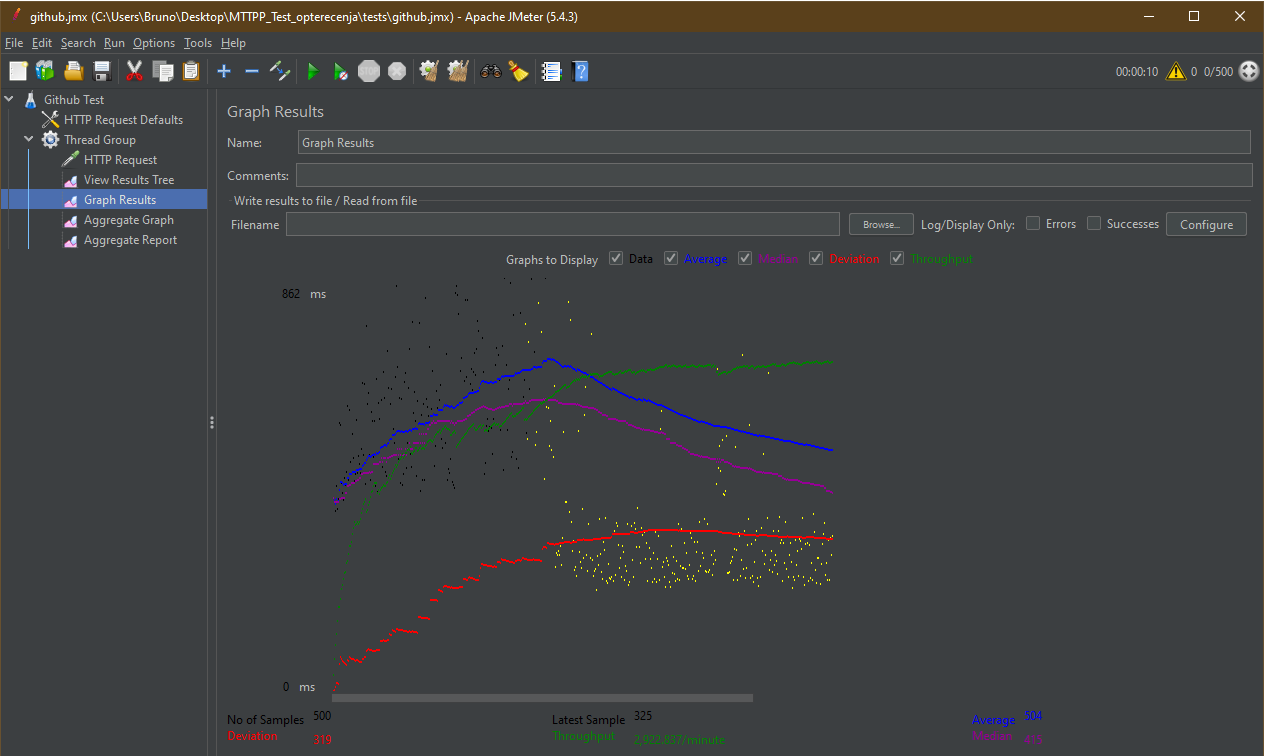 github.jmx (C:\Users\Bruno\Desktop\MTTPP_Test_opterecenja\tests\github.jmx) - Apache JMeter (5.4.3)
File Edit Search Run Options Tools Help
STOP
00:00:10 0 0/500
Github Test
HTTP Request Defaults
Thread Group
HTTP Request
View Results Tree
Graph Results
Aggregate Graph
Aggregate Report
Graph Results
Name: Graph Results
Comments:
Write results to file / Read from file
Filename Browse... Log/Display Only: Errors Successes Configure
Graphs to Display Data Average Median Deviation Throughput
862 ms
0 ms
No of Samples 500 Latest Sample 325 Average 504
Deviation 319 Throughput 2,922.837/minute Median